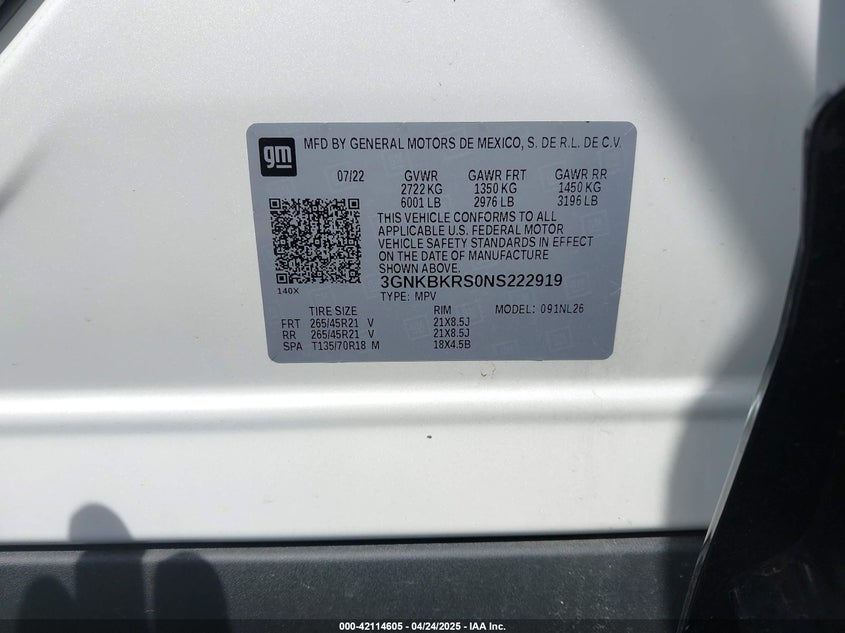 gm MFD BY GENERAL MOTORS DE MEXICO, S. DE R.L. DE C.V.
07/22 GVWR GAWR FRT GAWR RR
2722 KG 1350 KG 1450 KG
6001 LB 2976 LB 3196 LB
THIS VEHICLE CONFORMS TO ALL
APPLICABLE U.S. FEDERAL MOTOR
VEHICLE SAFETY STANDARDS IN EFFECT
ON THE DATE OF MANUFACTURE
SHOWN ABOVE.
140X
3GNKBKRS0NS222919
TYPE: MPV
TIRE SIZE RIM MODEL: 091NL26
FRT 265/45R21 V 21X8.5J
RR 265/45R21 V 21X8.5J
SPA T135/70R18 M 18X4.5B
000-42114605 - 04/24/2025 - IAA Inc.